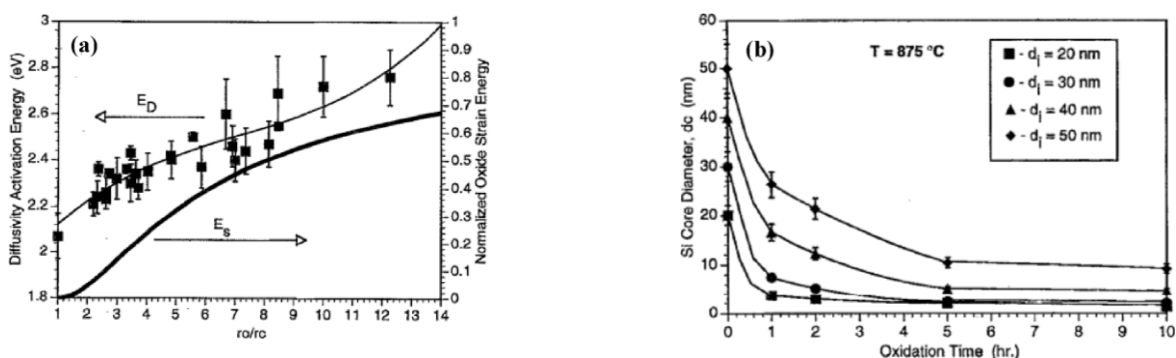 (a)
Diffusivity Activation Energy (eV)
3
2.8
2.6
2.4
2.2
2
1.8
E_D
E_s
1
0.9
0.8
0.7
0.6
0.5
0.4
0.3
0.2
0.1
0
Normalized Oxide Strain Energy
1 2 3 4 5 6 7 8 9 10 11 12 13 14
ro/rc
(b)
T = 875 °C
- d_i = 20 nm
- d_i = 30 nm
- d_i = 40 nm
- d_i = 50 nm
Si Core Diameter, dc (nm)
60
50
40
30
20
10
0
0 1 2 3 4 5 6 7 8 9 10
Oxidation Time (hr.)